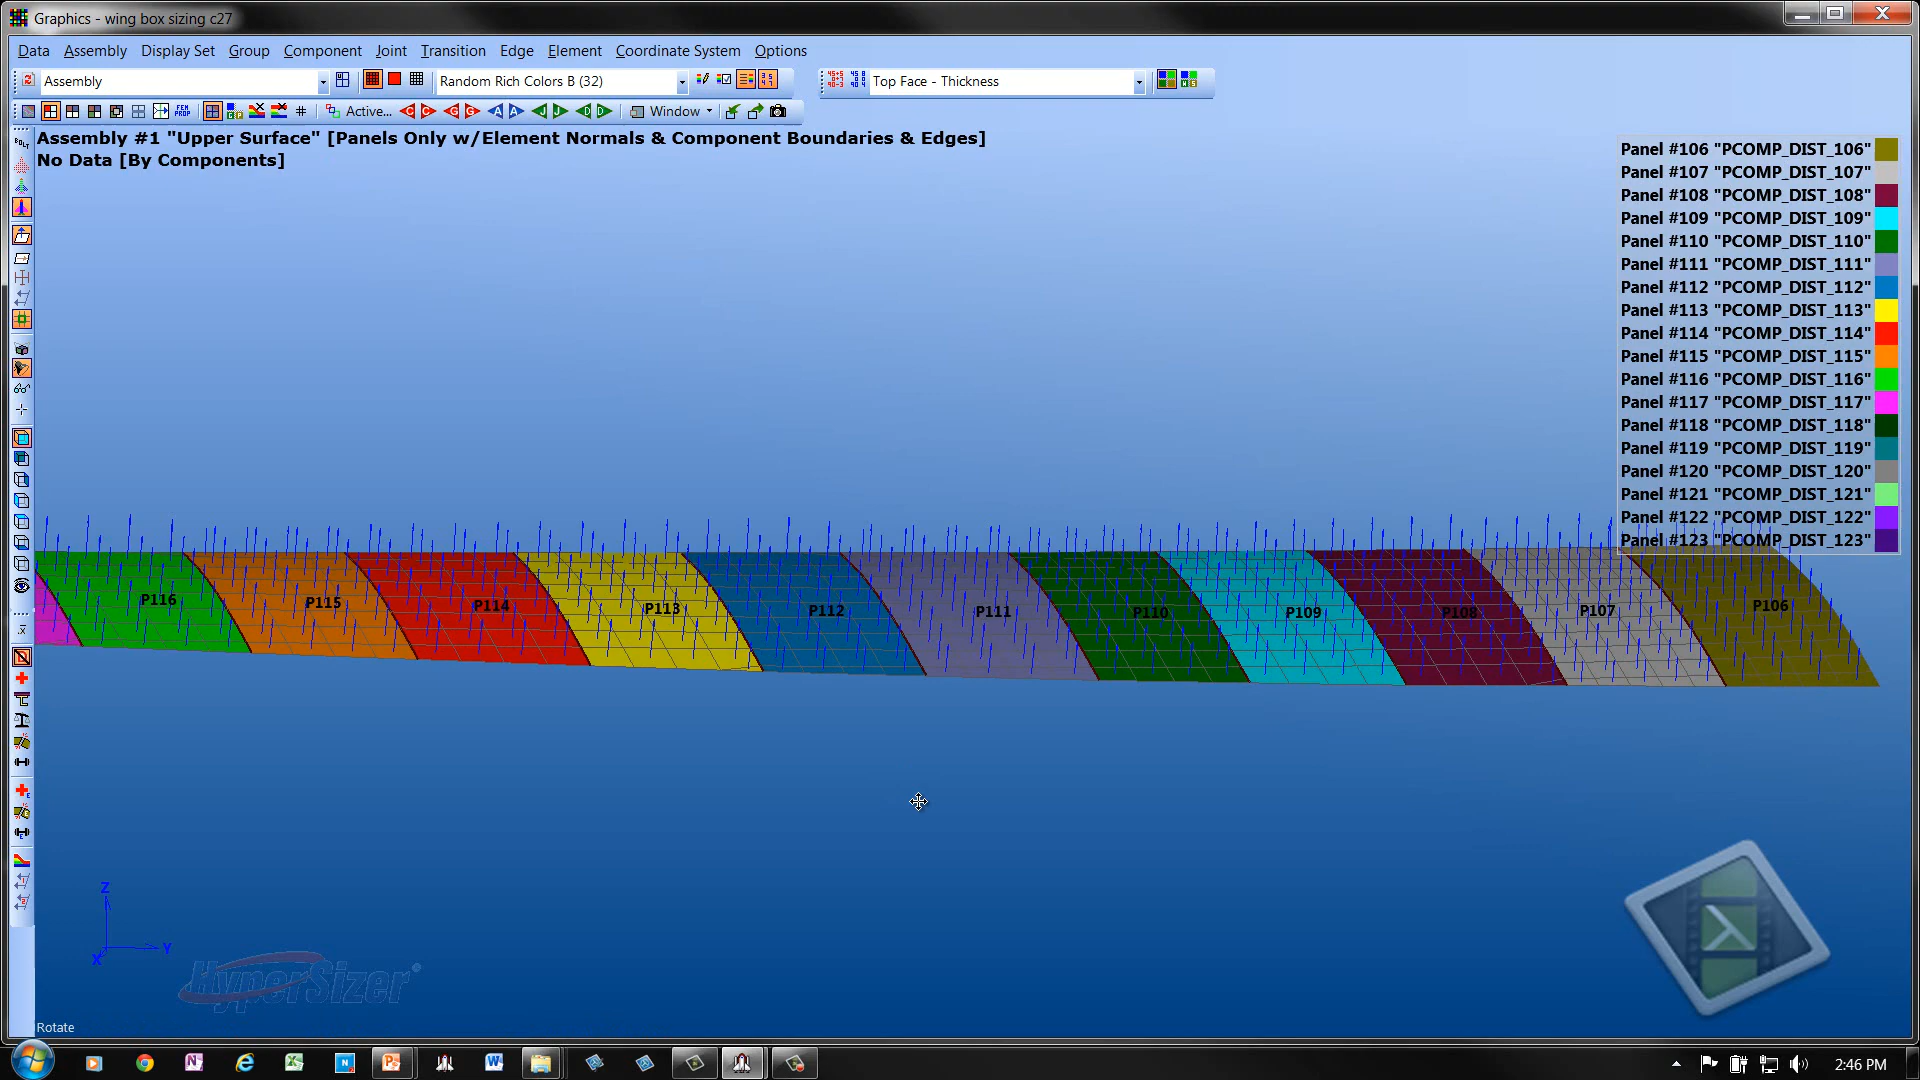 Graphics - wing box sizing c27
Data Assembly Display Set Group Component Joint Transition Edge Element Coordinate System Options
Assembly Random Rich Colors B (32) Top Face - Thickness
Active... Window
Assembly #1 "Upper Surface" [Panels Only w/Element Normals & Component Boundaries & Edges]
No Data [By Components]
Panel #106 "PCOMP_DIST_106"
Panel #107 "PCOMP_DIST_107"
Panel #108 "PCOMP_DIST_108"
Panel #109 "PCOMP_DIST_109"
Panel #110 "PCOMP_DIST_110"
Panel #111 "PCOMP_DIST_111"
Panel #112 "PCOMP_DIST_112"
Panel #113 "PCOMP_DIST_113"
Panel #114 "PCOMP_DIST_114"
Panel #115 "PCOMP_DIST_115"
Panel #116 "PCOMP_DIST_116"
Panel #117 "PCOMP_DIST_117"
Panel #118 "PCOMP_DIST_118"
Panel #119 "PCOMP_DIST_119"
Panel #120 "PCOMP_DIST_120"
Panel #121 "PCOMP_DIST_121"
Panel #122 "PCOMP_DIST_122"
Panel #123 "PCOMP_DIST_123"
P116 P115 P114 P113 P112 P111 P110 P109 P108 P107 P106
Z
Y
X
HyperSizer®
Rotate
2:46 PM